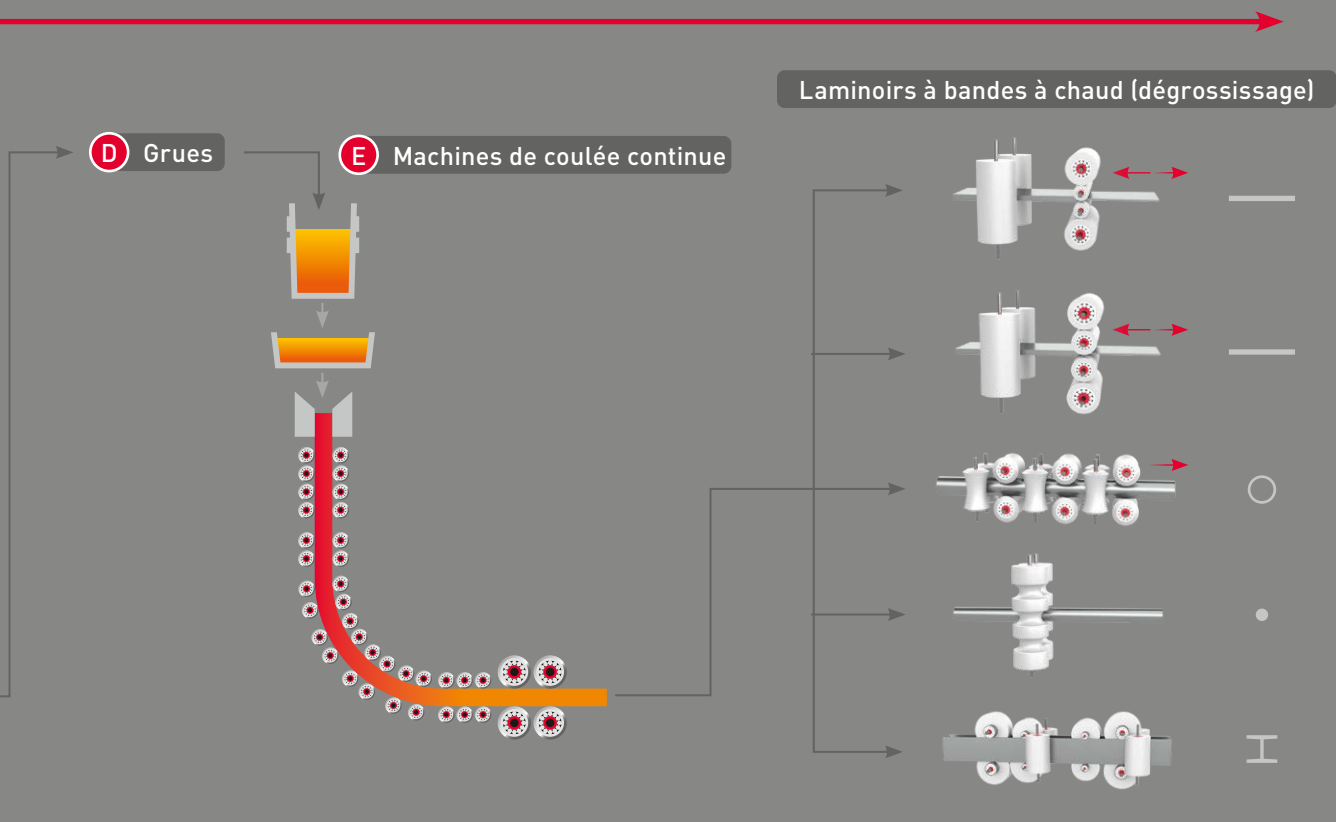 Laminoirs à bandes à chaud (dégrossissage)
D Grues
E Machines de coulée continue